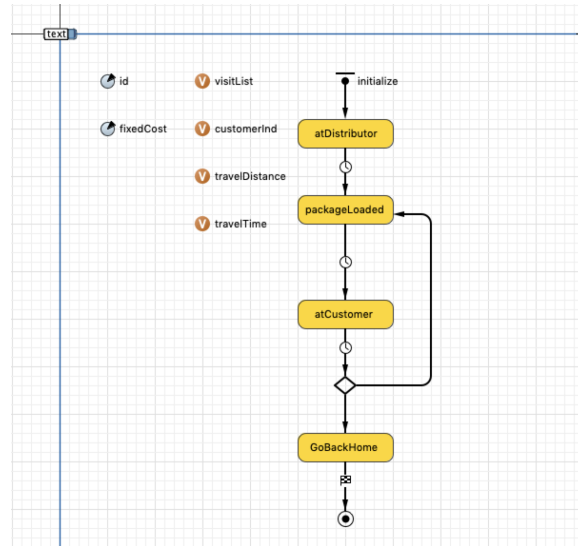 text
id
visitList
initialize
fixedCost
customerInd
atDistributor
travelDistance
packageLoaded
travelTime
atCustomer
GoBackHome